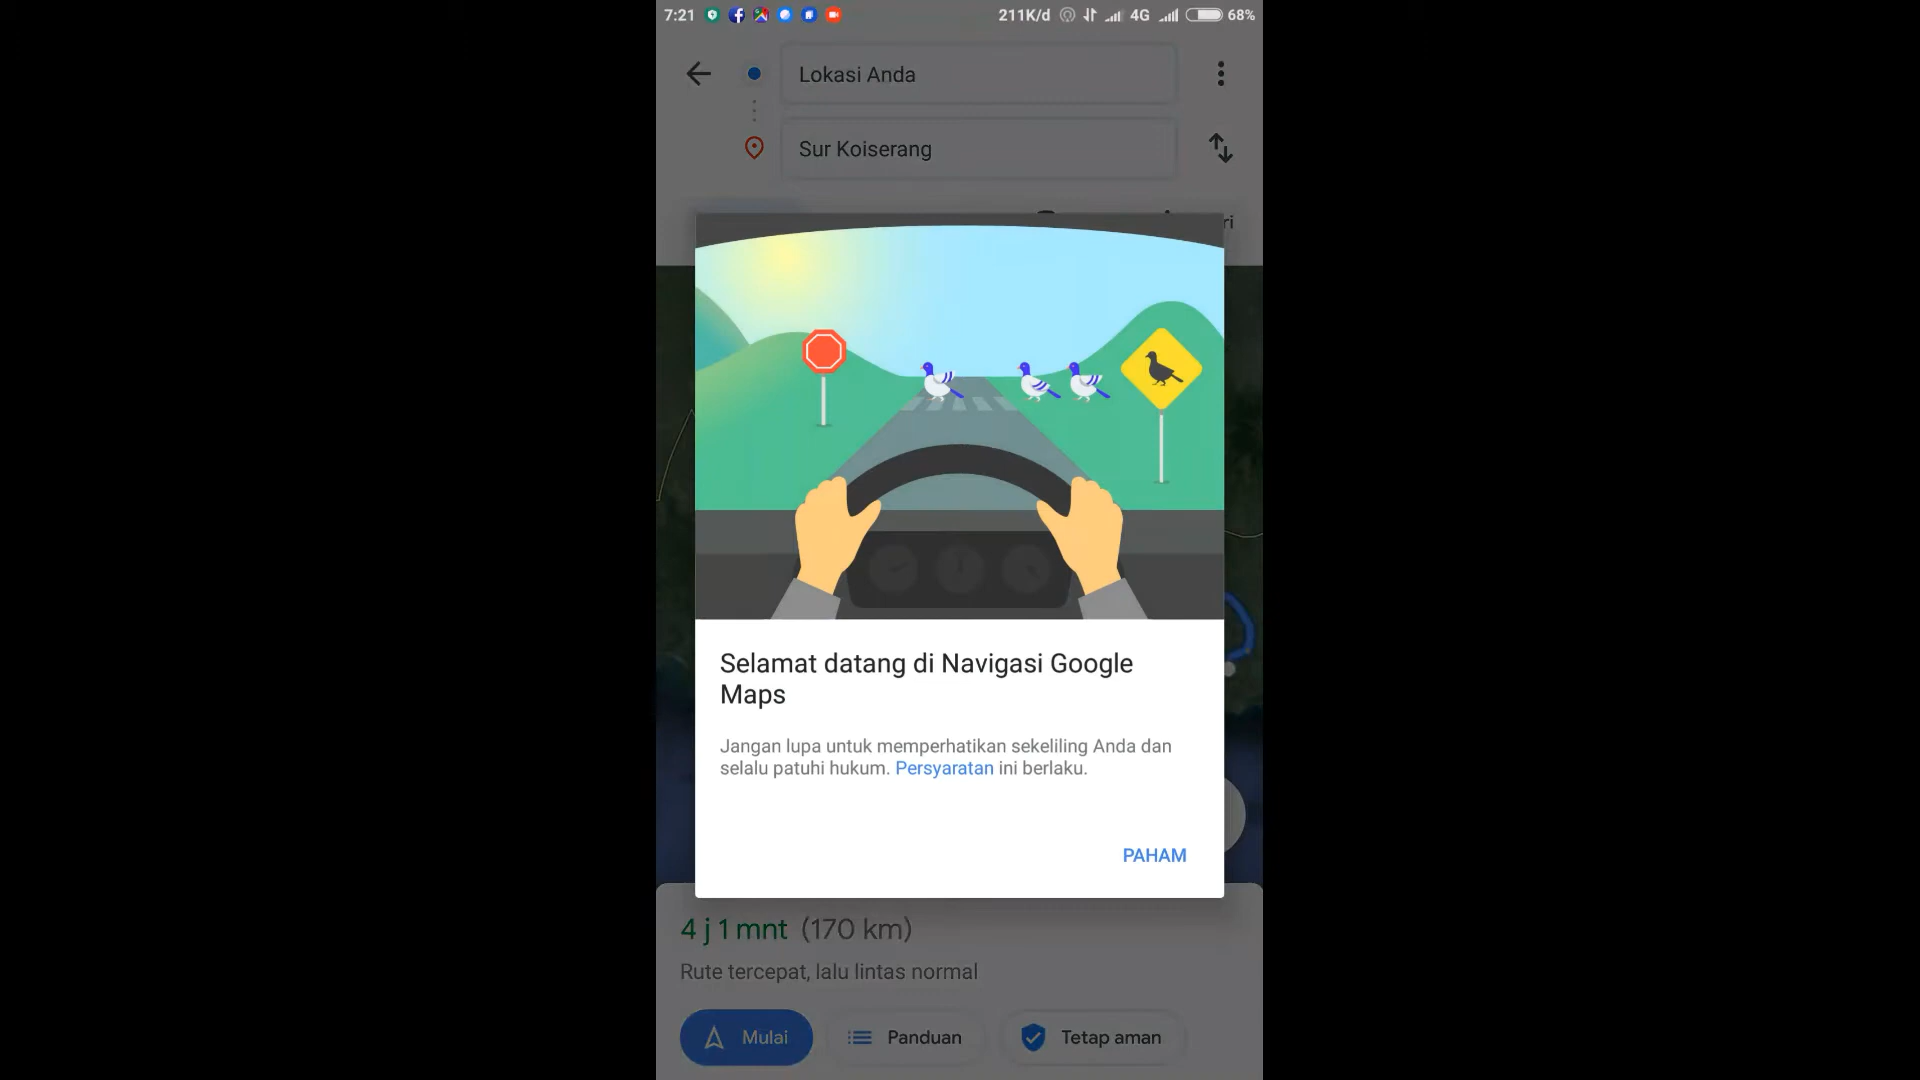 7:21 211K/d 4G 68%
Lokasi Anda
Sur Koiserang
ri
Selamat datang di Navigasi Google
Maps
Jangan lupa untuk memperhatikan sekeliling Anda dan
selalu patuhi hukum. Persyaratan ini berlaku.
PAHAM
4 j 1 mnt (170 km)
Rute tercepat, lalu lintas normal
Mulai Panduan Tetap aman